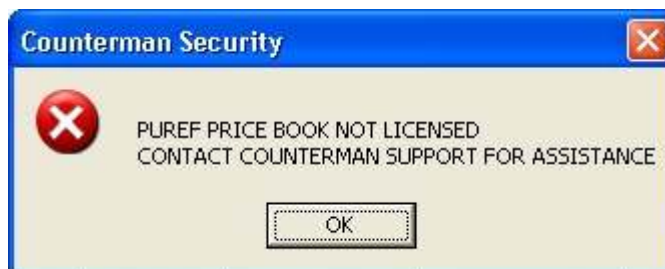 Counterman Security
PUREF PRICE BOOK NOT LICENSED
CONTACT COUNTERMAN SUPPORT FOR ASSISTANCE
OK